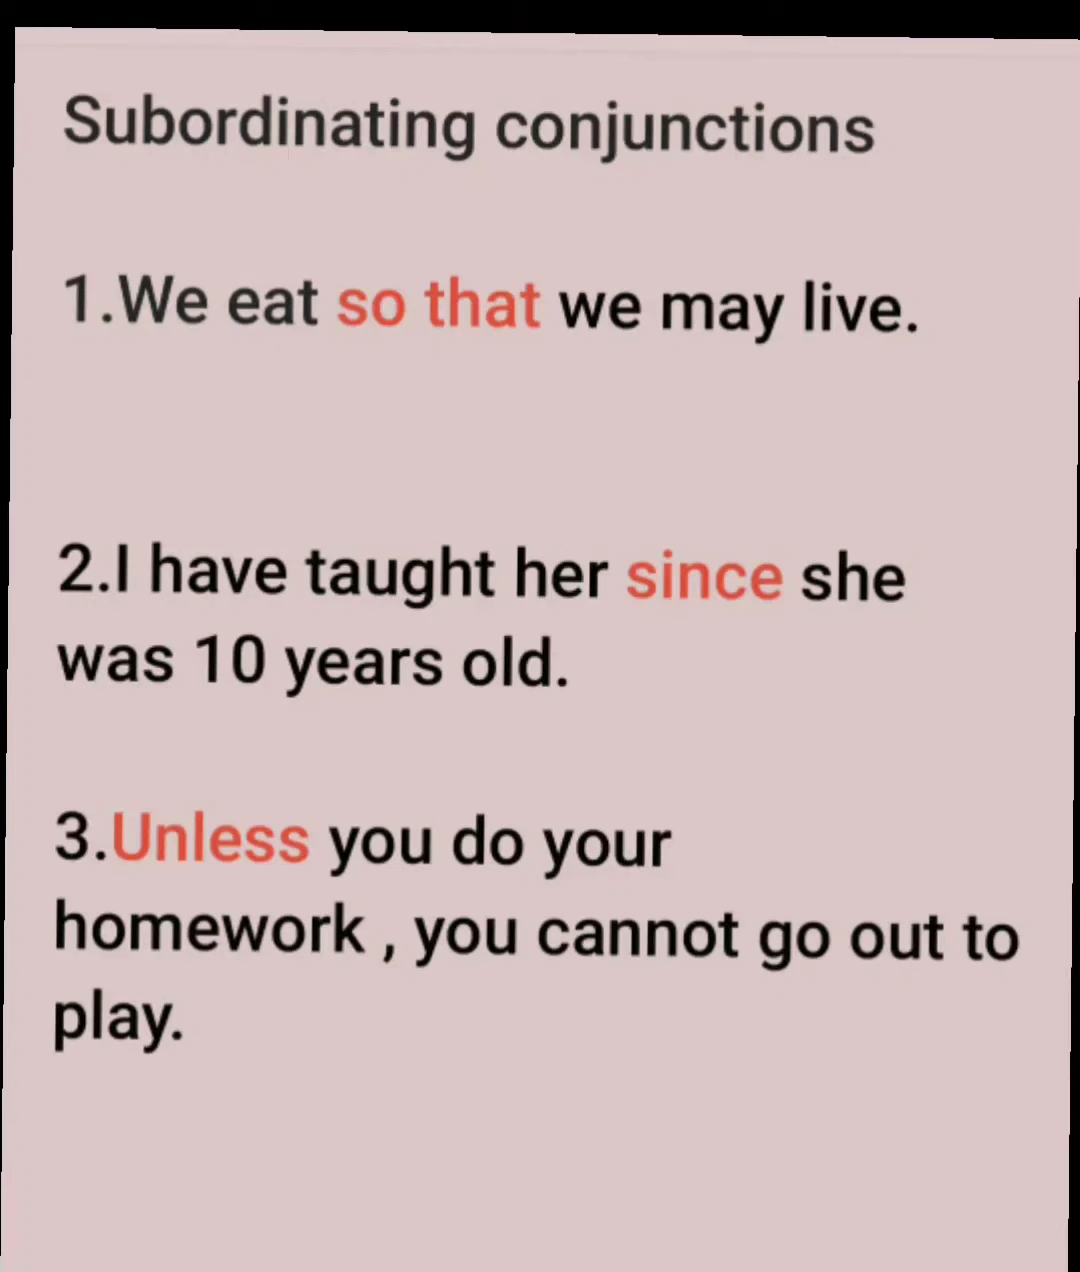 Subordinating conjunctions
1.We eat so that we may live.
2.I have taught her since she
was 10 years old.
3.Unless you do your
homework , you cannot go out to
play.